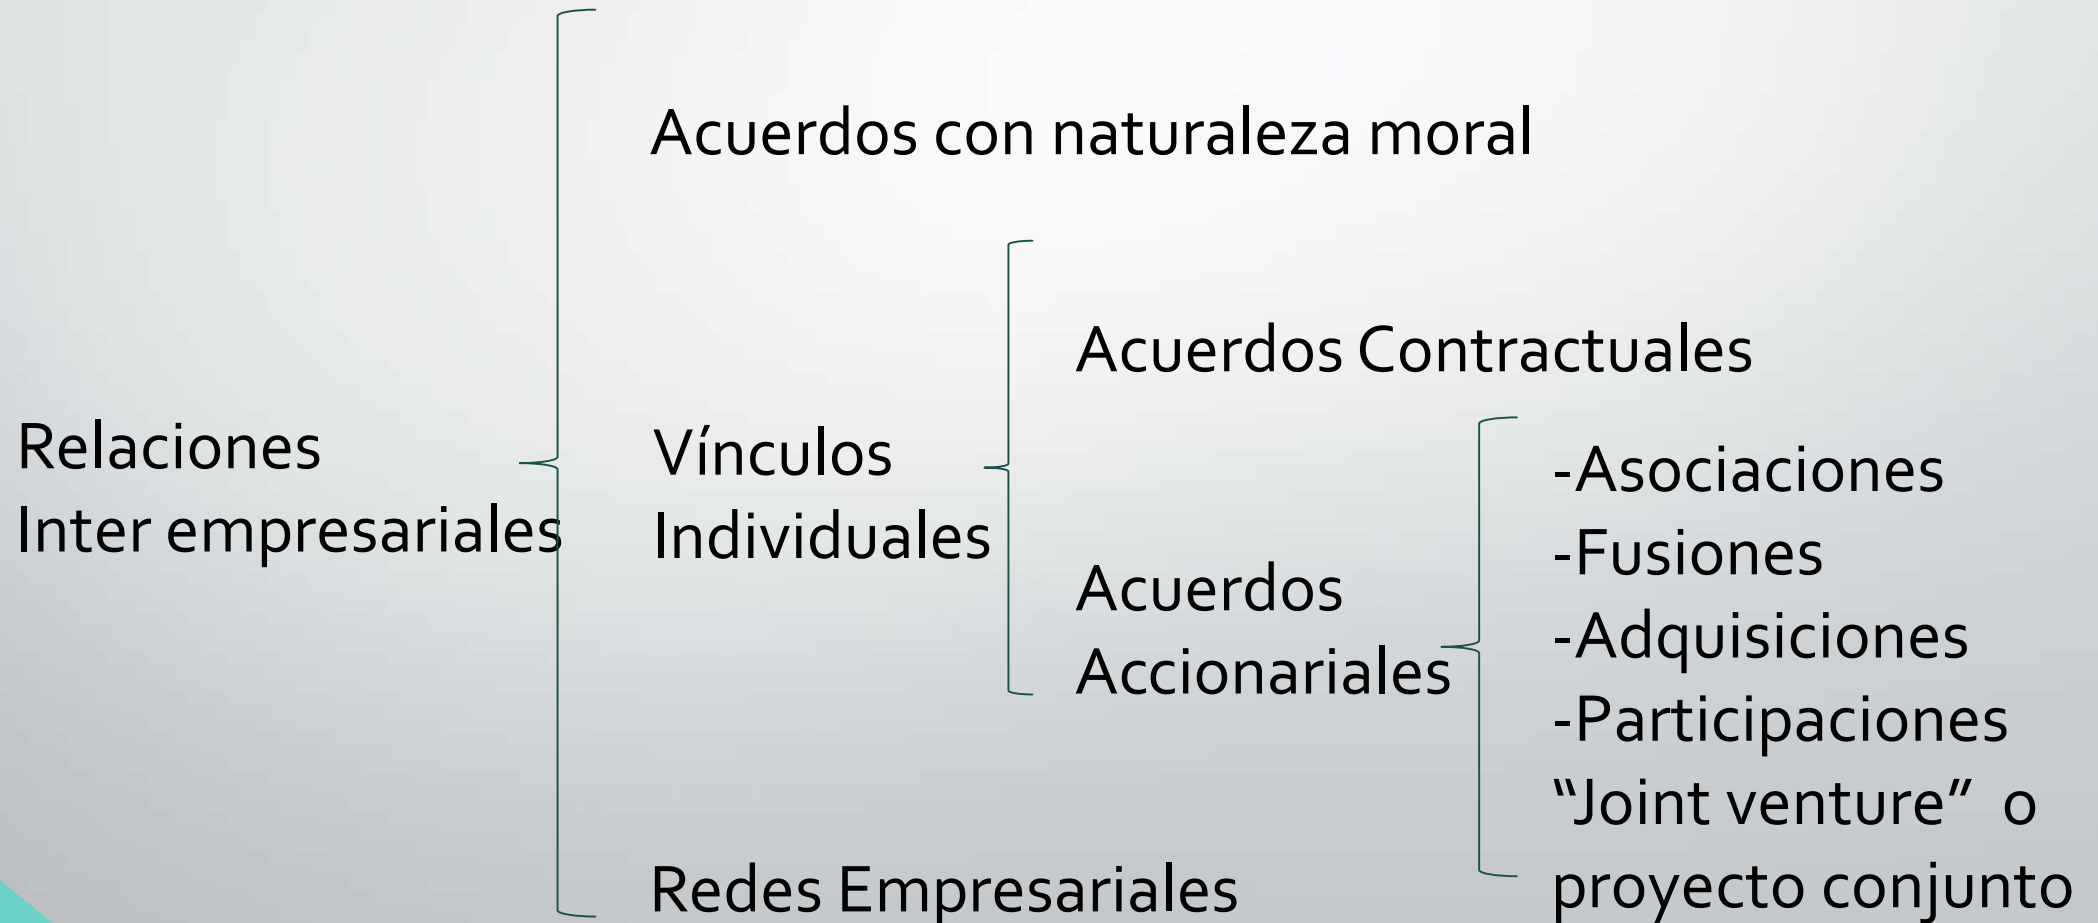 Acuerdos con naturaleza moral
Relaciones
Inter empresariales
Vínculos
Individuales
Acuerdos Contractuales
Acuerdos
Accionariales
-Asociaciones
-Fusiones
-Adquisiciones
-Participaciones
“Joint venture” o
proyecto conjunto
Redes Empresariales